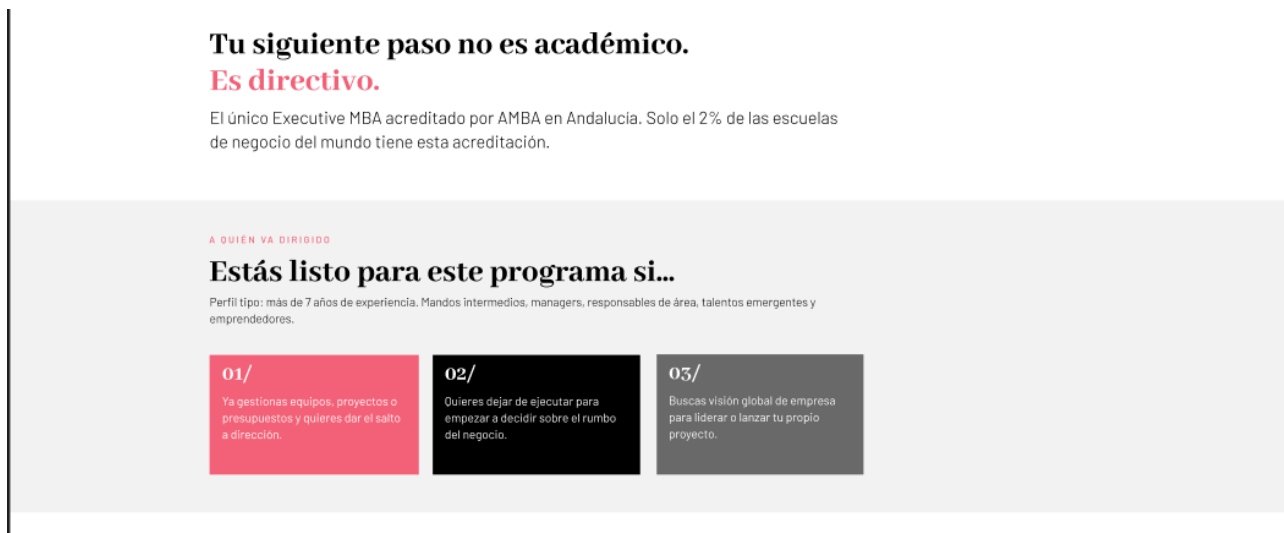 Tu siguiente paso no es académico.
Es directivo.
El único Executive MBA acreditado por AMBA en Andalucía. Solo el 2% de las escuelas
de negocio del mundo tiene esta acreditación.
A QUIÉN VA DIRIGIDO
Estás listo para este programa si...
Perfil tipo: más de 7 años de experiencia. Mandos intermedios, managers, responsables de área, talentos emergentes y
emprendedores.
01/
Ya gestionas equipos, proyectos o
presupuestos y quieres dar el salto
a dirección.
02/
Quieres dejar de ejecutar para
empezar a decidir sobre el rumbo
del negocio.
03/
Buscas visión global de empresa
para liderar o lanzar tu propio
proyecto.